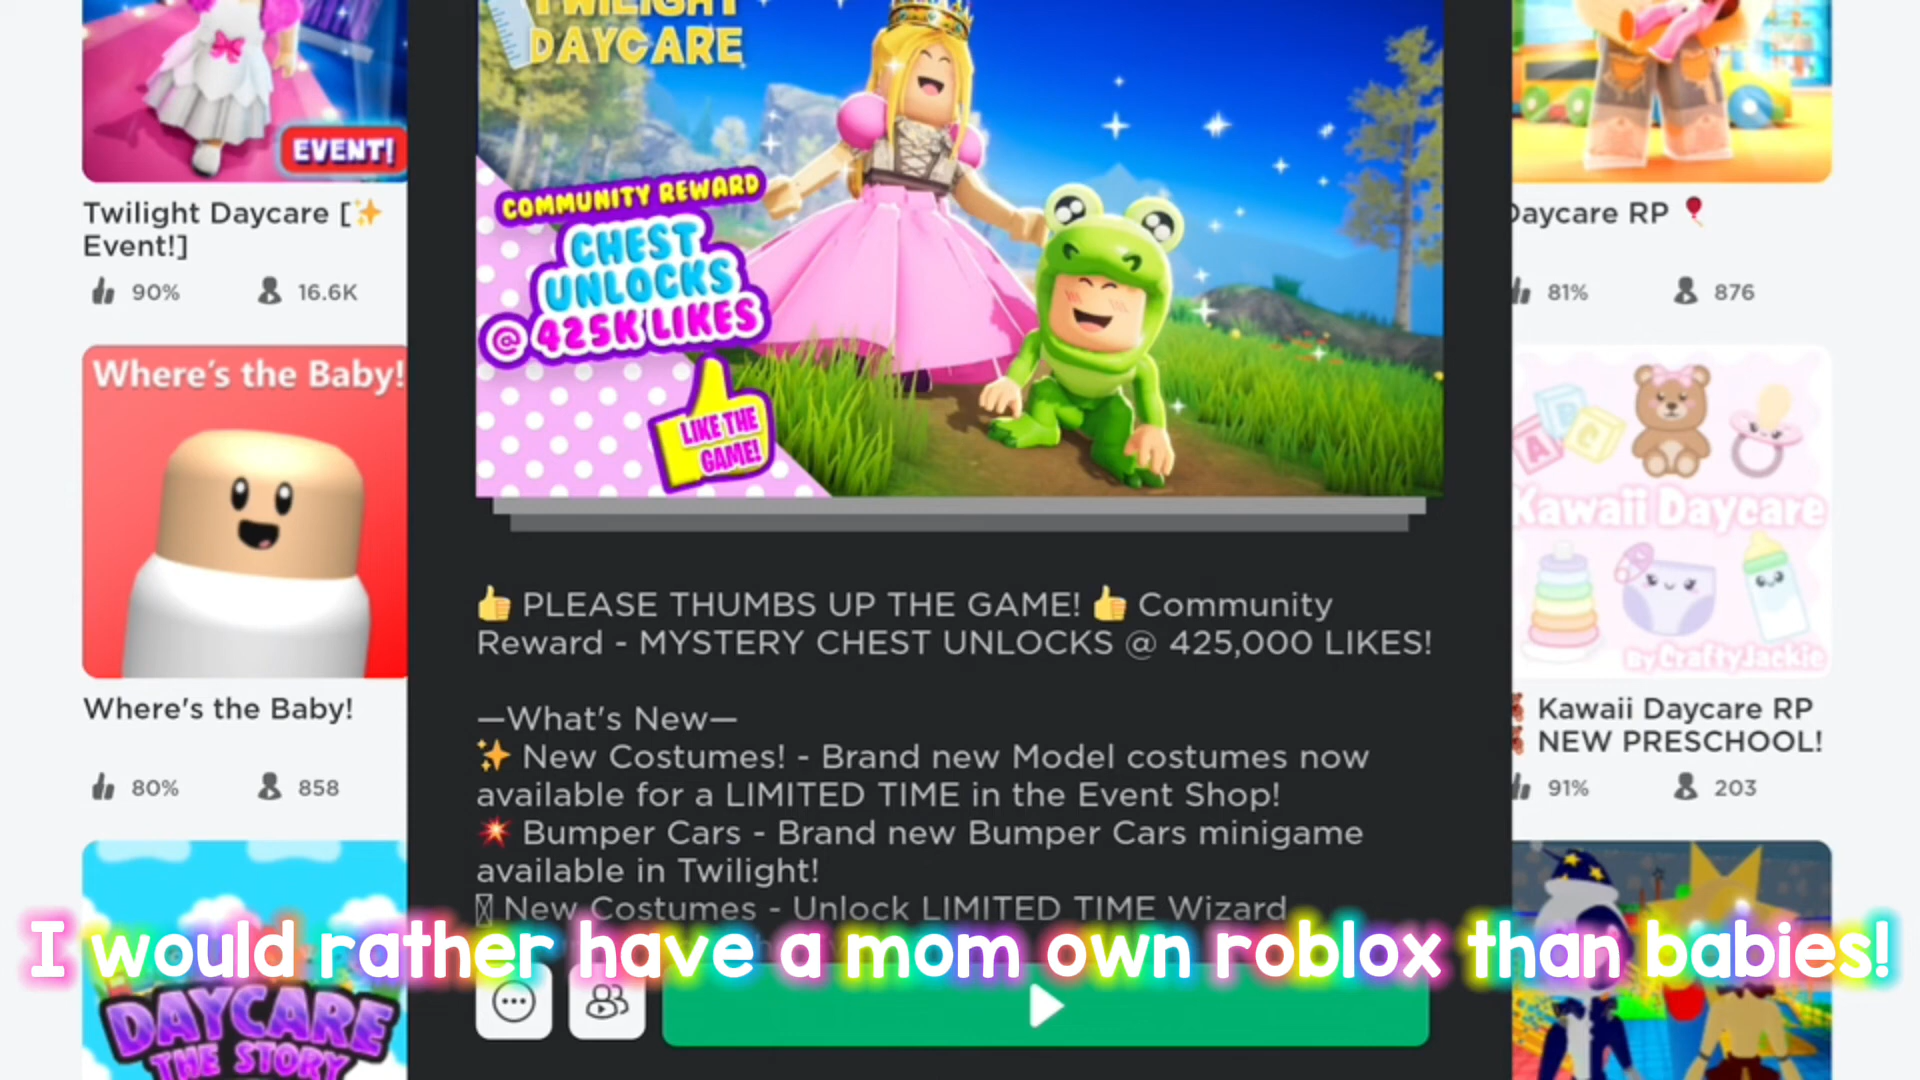 EVENT!
Twilight Daycare [✨
Event!]
90% 16.6K
Where's the Baby!
Where's the Baby!
80% 858
DAYCARE
THE STORY
TWILIGHT
DAYCARE
COMMUNITY REWARD
CHEST
UNLOCKS
@ 425K LIKES
LIKE THE
GAME!
👍 PLEASE THUMBS UP THE GAME! 👍 Community
Reward - MYSTERY CHEST UNLOCKS @ 425,000 LIKES!
—What's New—
✨ New Costumes! - Brand new Model costumes now
available for a LIMITED TIME in the Event Shop!
💥 Bumper Cars - Brand new Bumper Cars minigame
available in Twilight!
New Costumes - Unlock LIMITED TIME Wizard
I would rather have a mom own roblox than babies!
Daycare RP 🎈
81% 876
ABC
Kawaii Daycare
By CraftyJackie
Kawaii Daycare RP
NEW PRESCHOOL!
91% 203